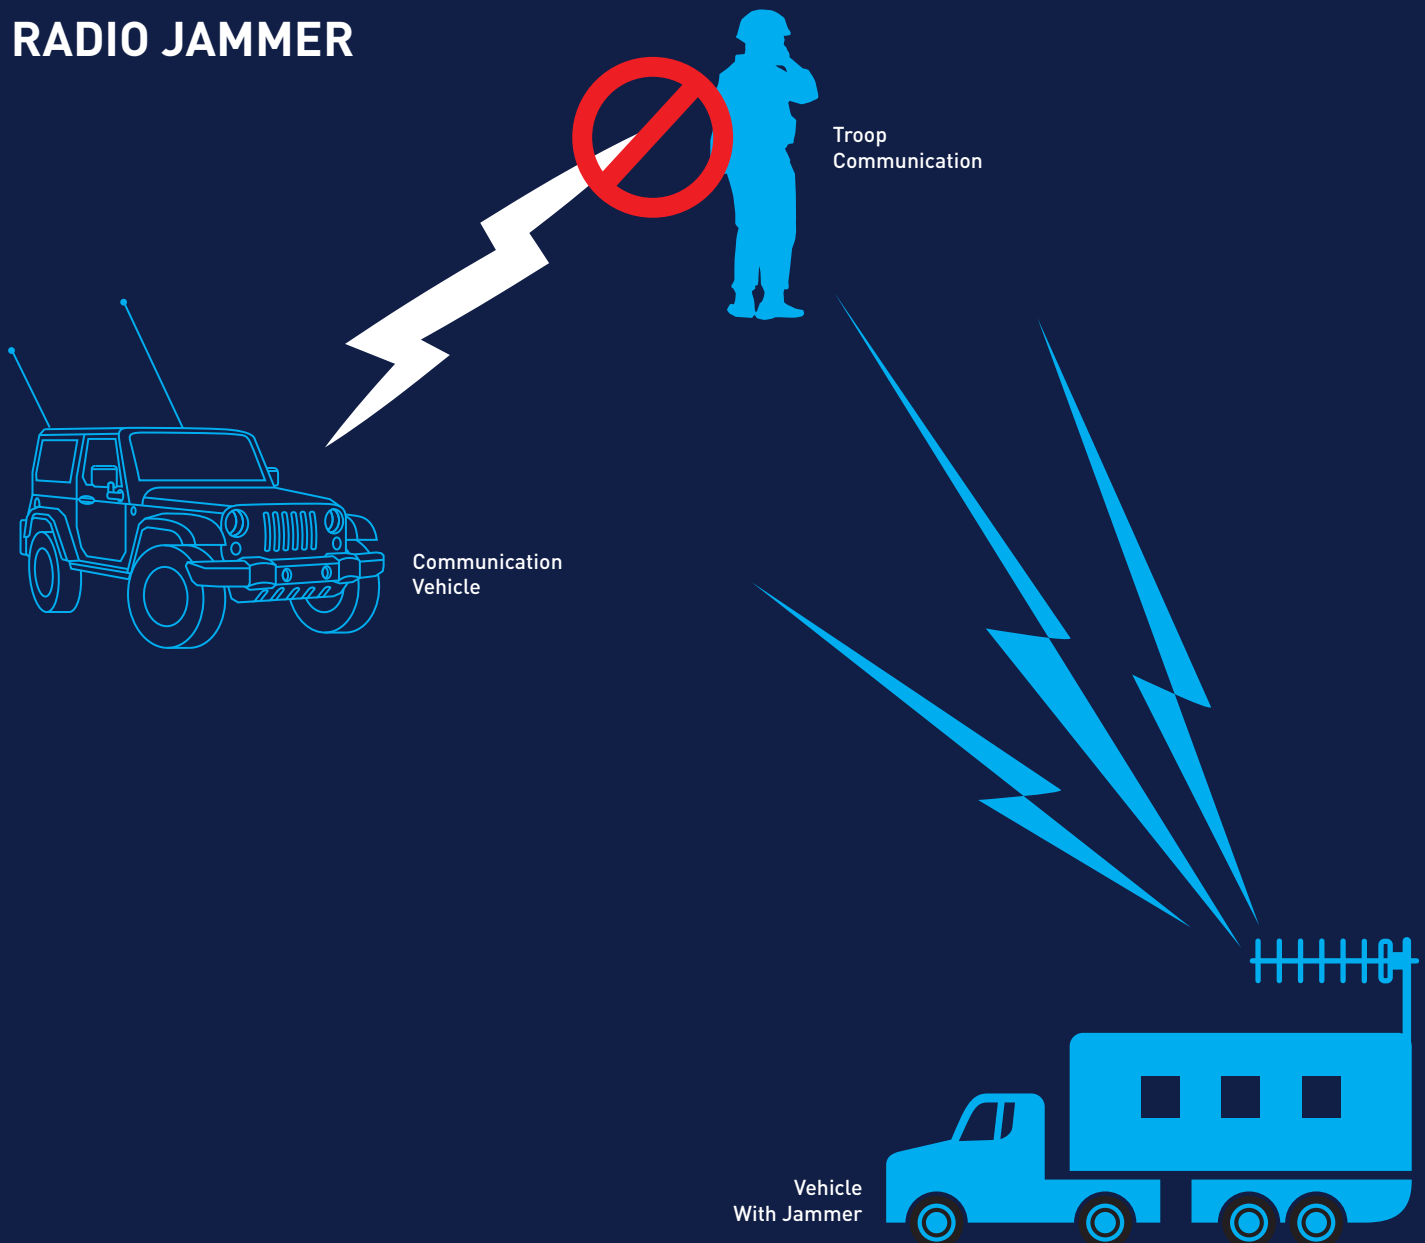 RADIO JAMMER
Troop
Communication
Communication
Vehicle
Vehicle
With Jammer